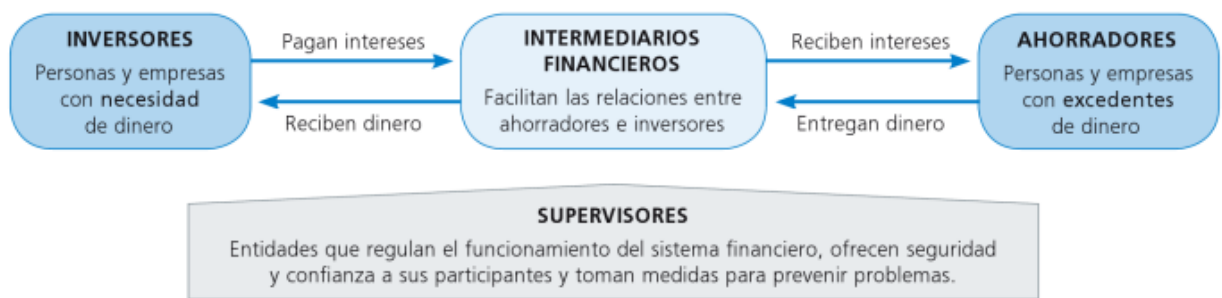 INVERSORES
Personas y empresas
con necesidad
de dinero
Pagan intereses
Reciben dinero
INTERMEDIARIOS
FINANCIEROS
Facilitan las relaciones entre
ahorradores e inversores
Reciben intereses
Entregan dinero
AHORRADORES
Personas y empresas
con excedentes
de dinero
SUPERVISORES
Entidades que regulan el funcionamiento del sistema financiero, ofrecen seguridad
y confianza a sus participantes y toman medidas para prevenir problemas.